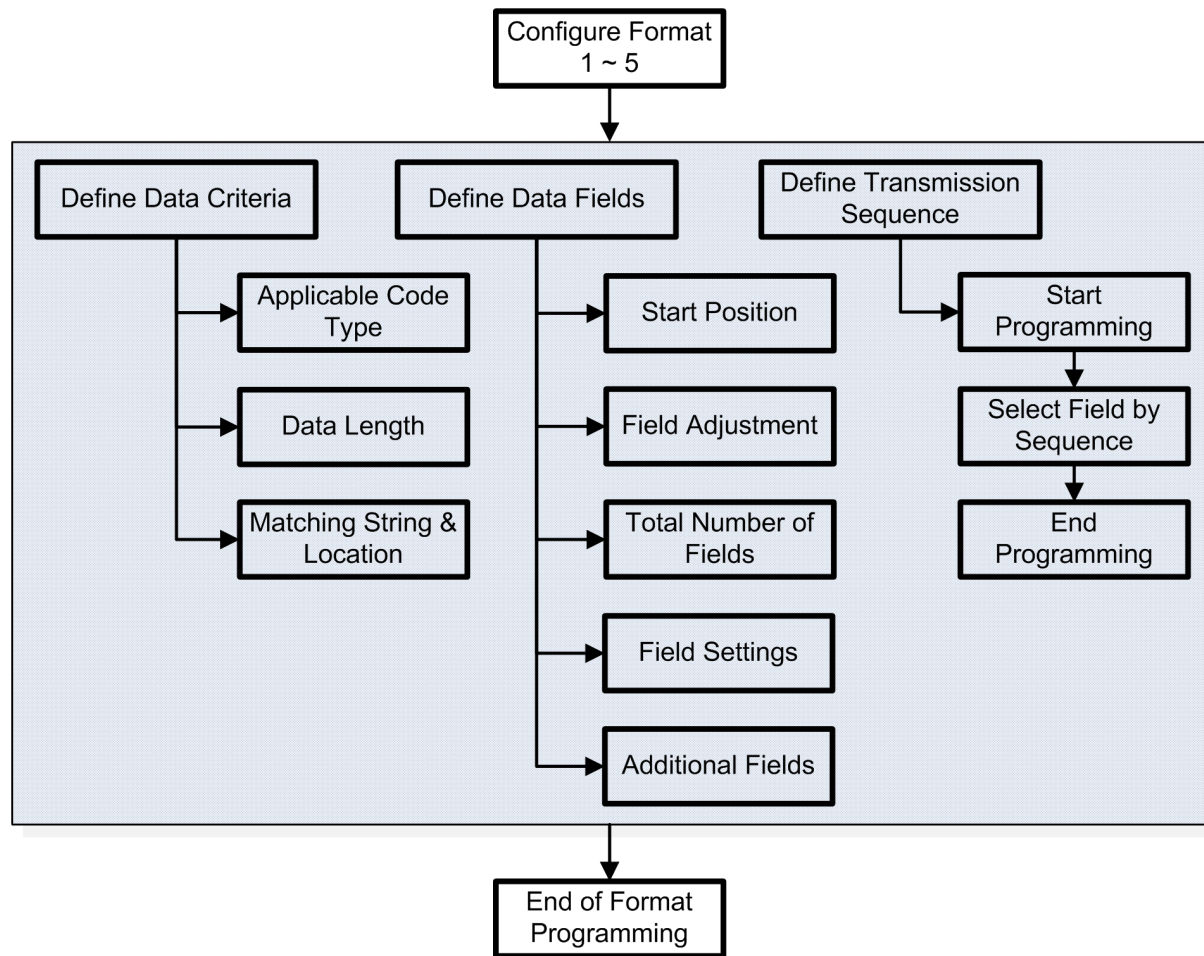 Configure Format
1 ~ 5
Define Data Criteria
Applicable Code
Type
Data Length
Matching String &
Location
Define Data Fields
Start Position
Field Adjustment
Total Number of
Fields
Field Settings
Additional Fields
Define Transmission
Sequence
Start
Programming
Select Field by
Sequence
End
Programming
End of Format
Programming